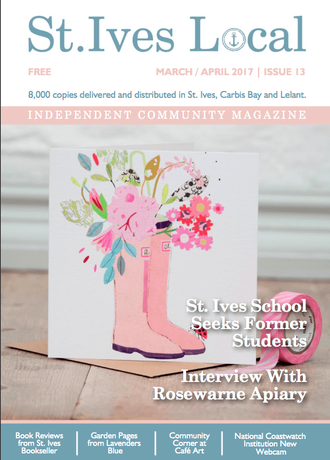 St.Ives Local
FREE
MARCH / APRIL 2017 | ISSUE 13
8,000 copies delivered and distributed in St. Ives, Carbis Bay and Lelant.
INDEPENDENT COMMUNITY MAGAZINE
St. Ives School
Seeks Former
Students
Interview With
Rosewarne Apiary
Book Reviews
from St. Ives
Bookseller
Garden Pages
from Lavenders
Blue
Community
Corner at
Café Art
National Coastwatch
Institution New
Webcam